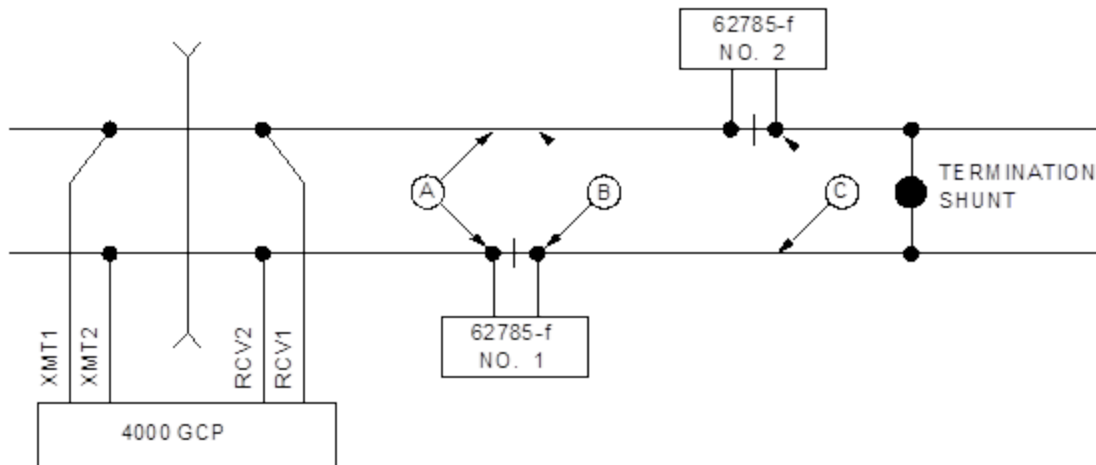 62785-f
NO. 2
A
B
C
TERMINATION
SHUNT
XMT1
XMT2
RCV2
RCV1
62785-f
NO. 1
4000 GCP